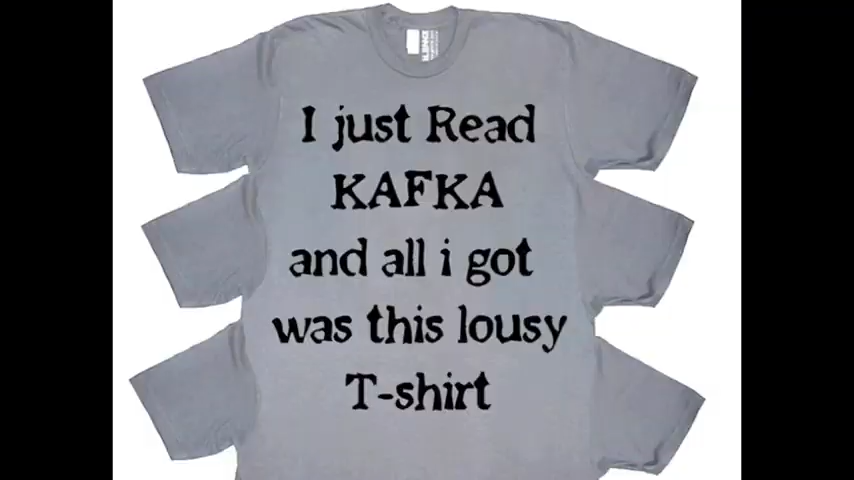 I just Read
KAFKA
and all i got
was this lousy
T-shirt